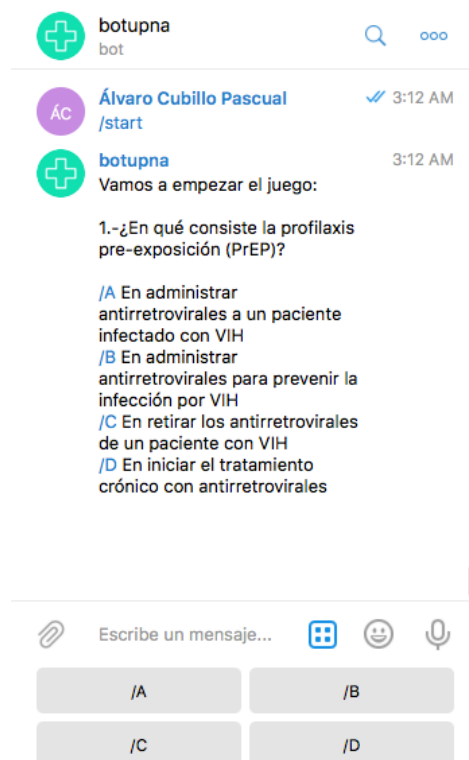 botupna
bot
ÁC
Álvaro Cubillo Pascual 3:12 AM
/start
botupna 3:12 AM
Vamos a empezar el juego:
1.-¿En qué consiste la profilaxis
pre-exposición (PrEP)?
/A En administrar
antirretrovirales a un paciente
infectado con VIH
/B En administrar
antirretrovirales para prevenir la
infección por VIH
/C En retirar los antirretrovirales
de un paciente con VIH
/D En iniciar el tratamiento
crónico con antirretrovirales
Escribe un mensaje...
/A /B
/C /D